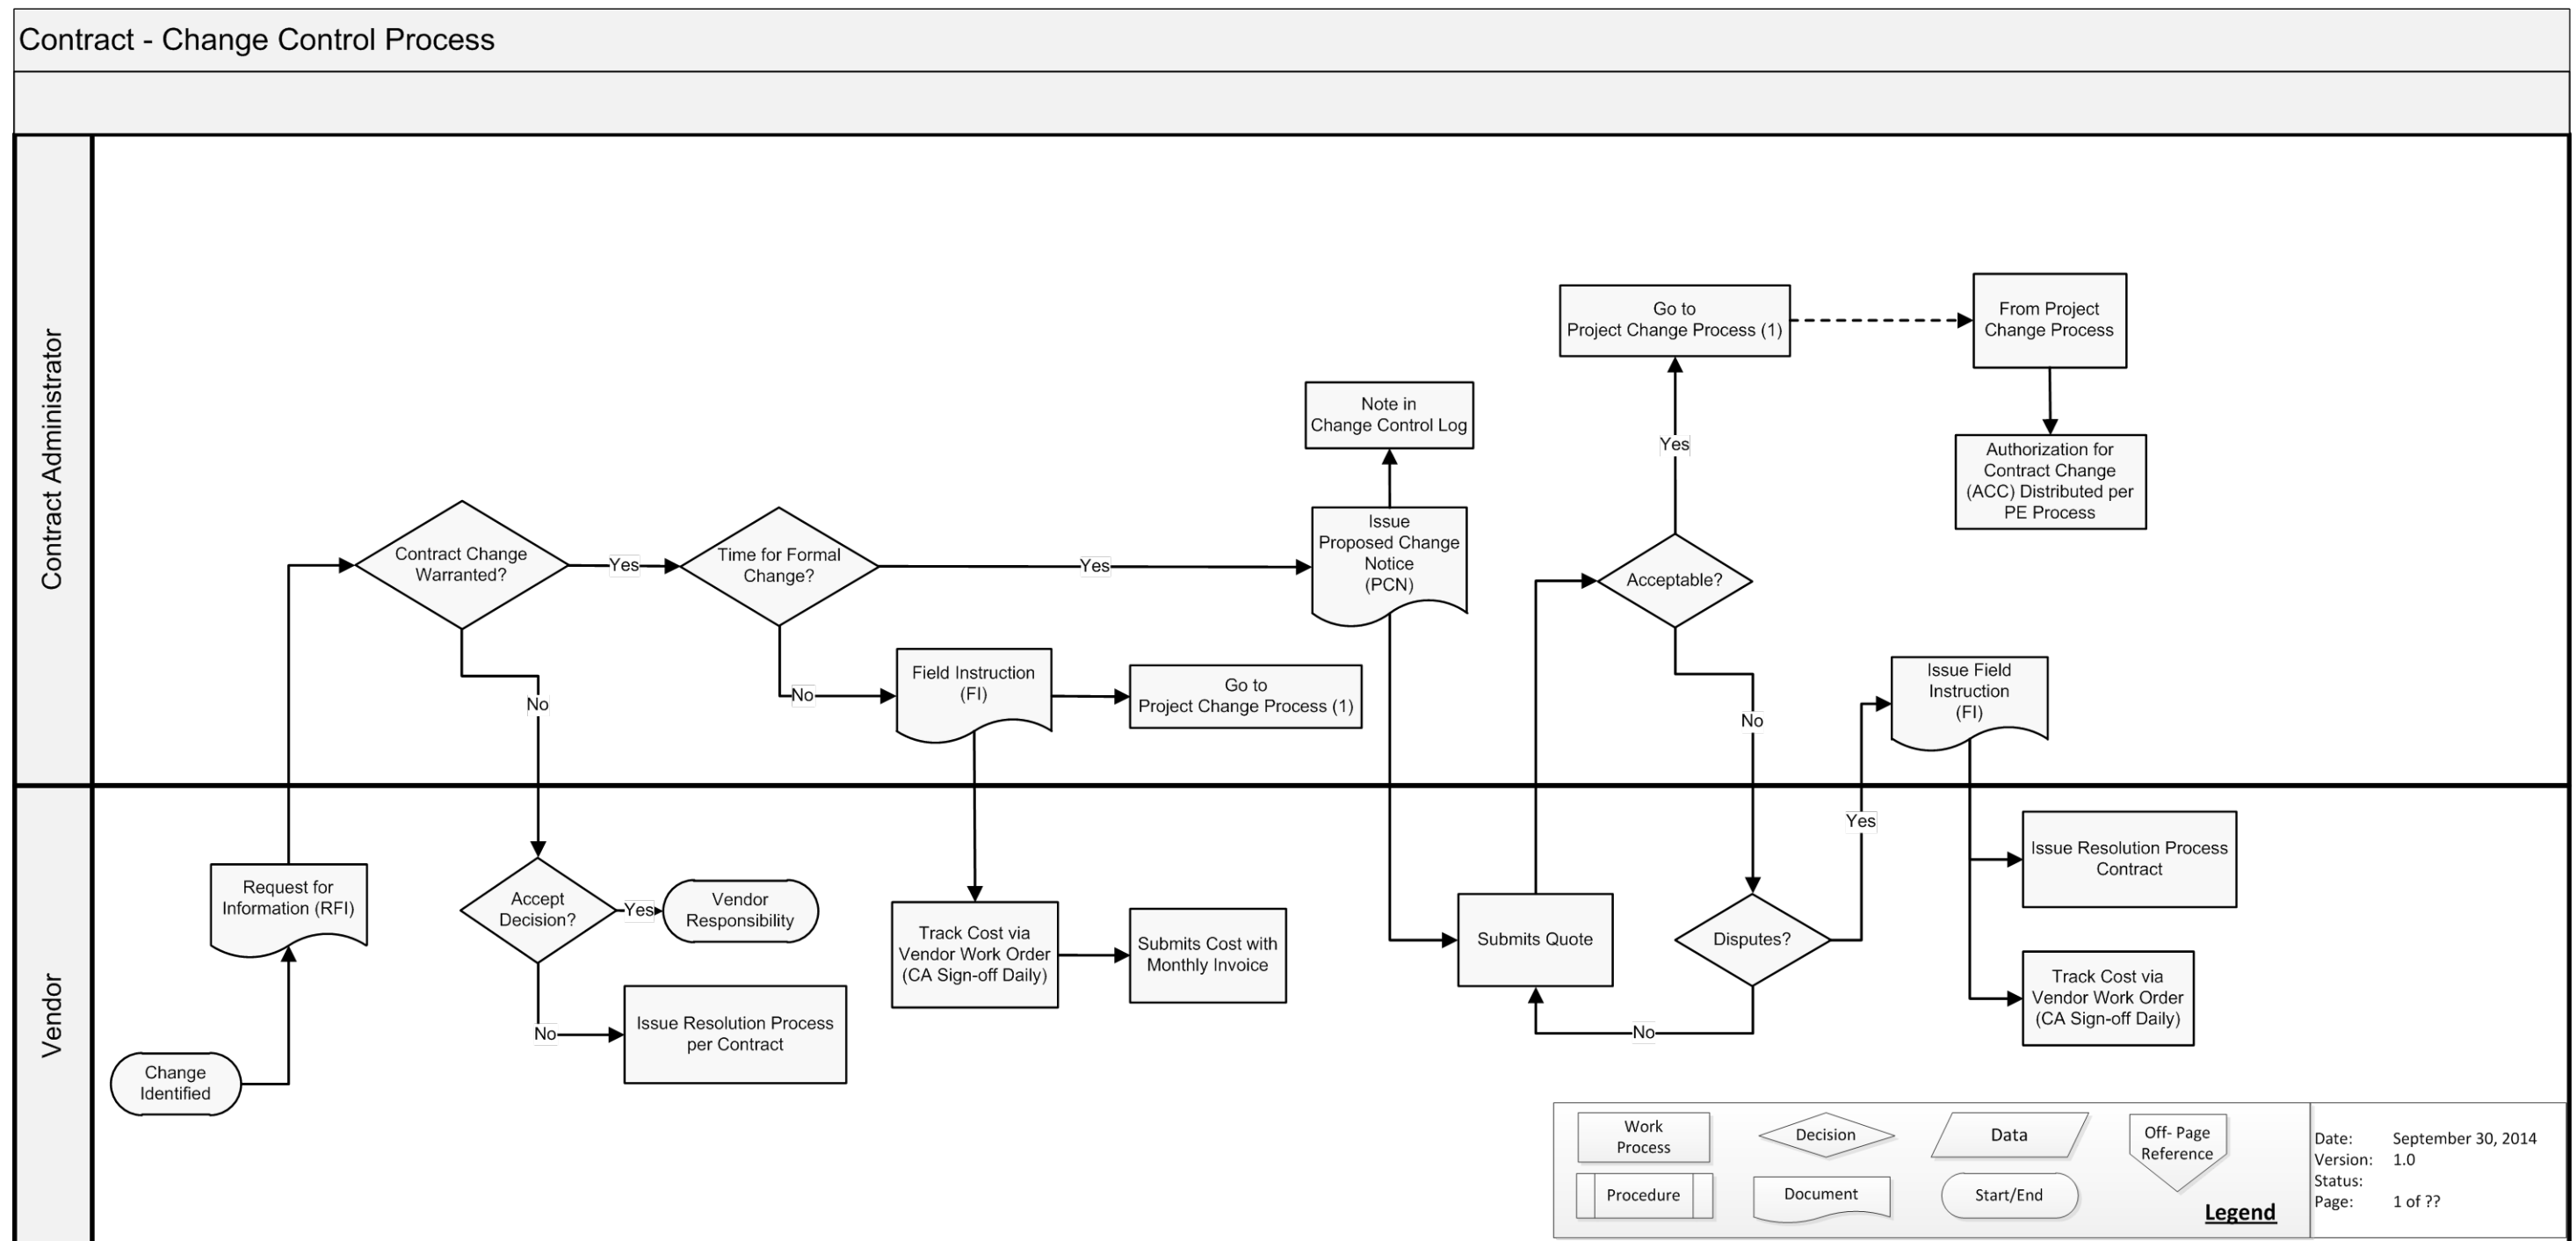 Contract - Change Control Process
Contract Administrator
Go to
Project Change Process (1)
From Project
Change Process
Note in
Change Control Log
Yes
Authorization for
Contract Change
(ACC) Distributed per
PE Process
Contract Change
Warranted?
Yes
Time for Formal
Change?
Yes
Issue
Proposed Change
Notice
(PCN)
Acceptable?
No
No
Field Instruction
(FI)
Go to
Project Change Process (1)
No
Issue Field
Instruction
(FI)
Vendor
Yes
Request for
Information (RFI)
Accept
Decision?
Yes
Vendor
Responsibility
Track Cost via
Vendor Work Order
(CA Sign-off Daily)
Submits Cost with
Monthly Invoice
Submits Quote
Disputes?
Issue Resolution Process
Contract
Track Cost via
Vendor Work Order
(CA Sign-off Daily)
No
Issue Resolution Process
per Contract
No
Change
Identified
Work
Process
Decision
Data
Off- Page
Reference
Procedure
Document
Start/End
Legend
Date: September 30, 2014
Version: 1.0
Status:
Page: 1 of ??